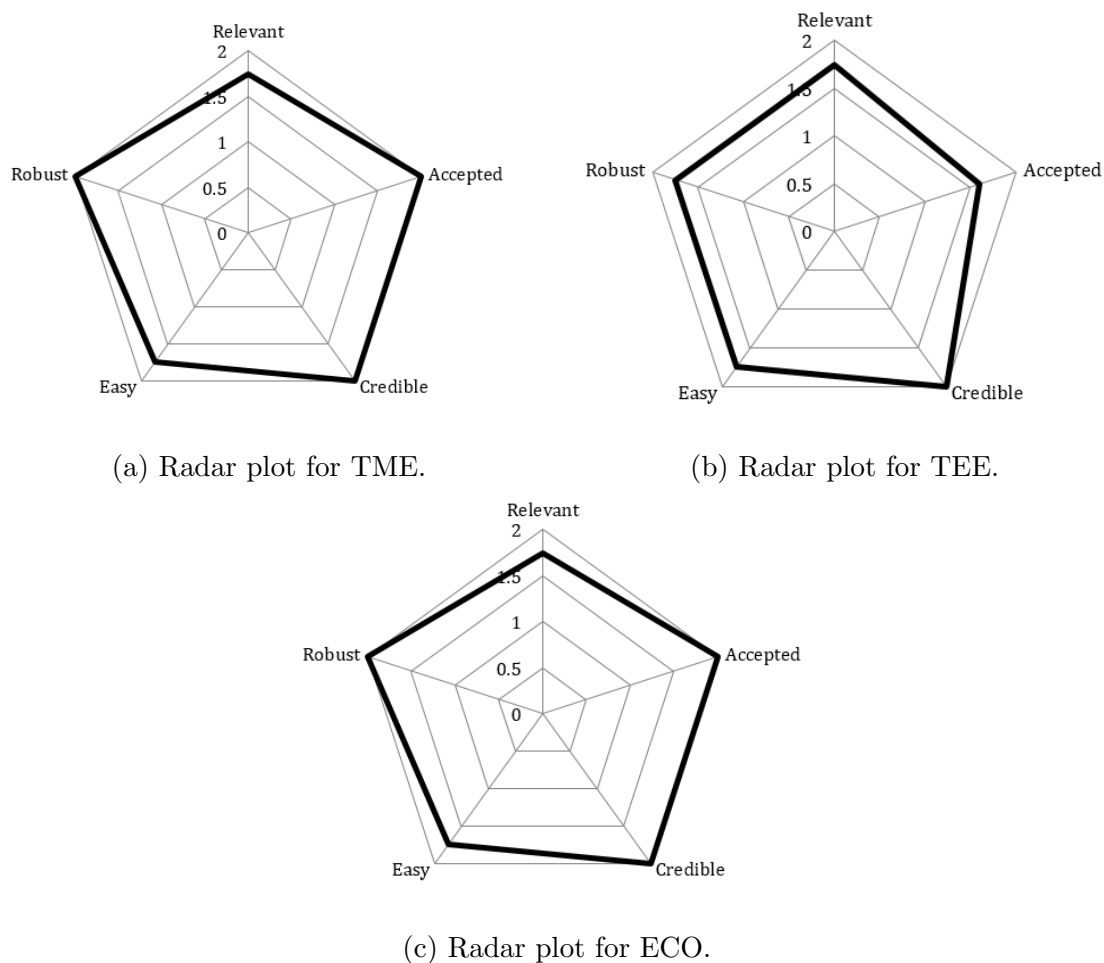 Relevant
2
1.5
1
0.5
0
Robust
Accepted
Easy
Credible
(a) Radar plot for TME.
Relevant
2
1.5
1
0.5
0
Robust
Accepted
Easy
Credible
(b) Radar plot for TEE.
Relevant
2
1.5
1
0.5
0
Robust
Accepted
Easy
Credible
(c) Radar plot for ECO.